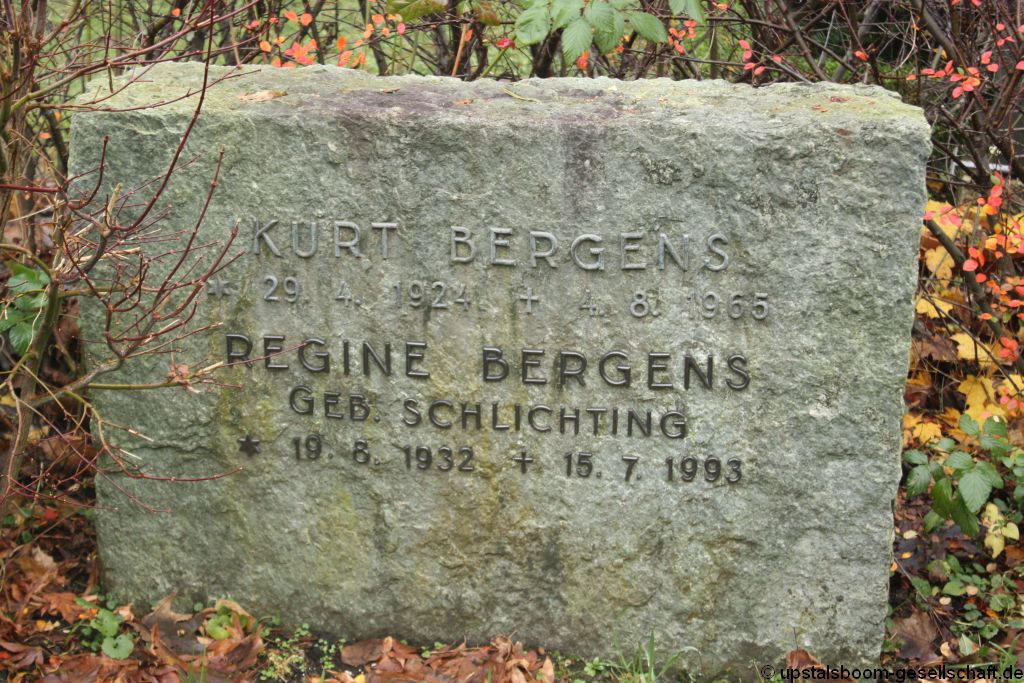 KURT BERGENS
* 29. 4. 1924. + 4. 8. 1965
REGINE BERGENS
GEB. SCHLICHTING
* 19. 8. 1932 + 15. 7. 1993
© upstalsboom-gesellschaft.de